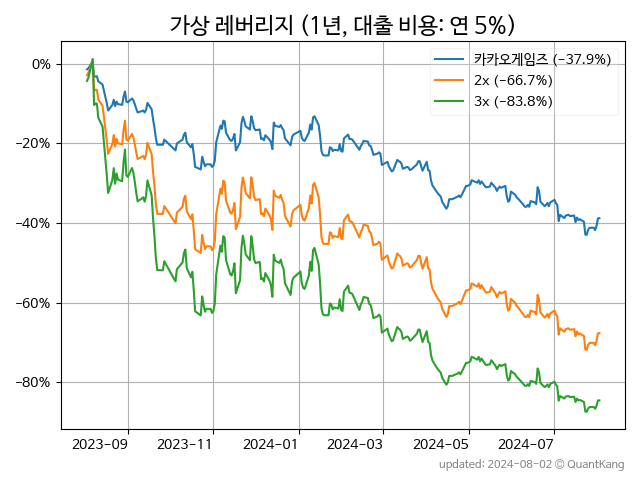 가상 레버리지 (1년, 대출 비용: 연 5%)
카카오게임즈 (−37.9%)
2x (−66.7%)
3x (−83.8%)
0%
−20%
−40%
−60%
−80%
2023-09 2023-11 2024-01 2024-03 2024-05 2024-07
updated: 2024-08-02 © QuantKang